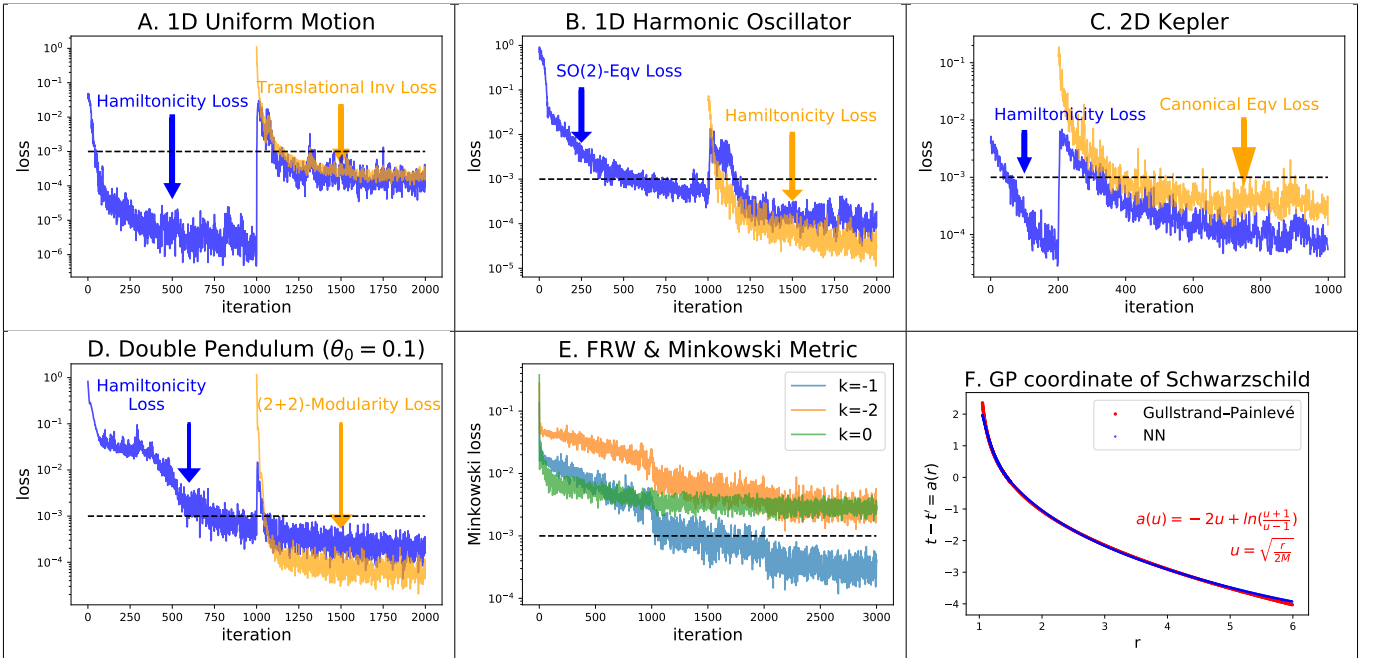 A. 1D Uniform Motion
10^0
10^-1
10^-2
10^-3
10^-4
10^-5
10^-6
loss
Hamiltonicity Loss
Translational Inv Loss
0 250 500 750 1000 1250 1500 1750 2000
iteration
B. 1D Harmonic Oscillator
10^0
10^-1
10^-2
10^-3
10^-4
10^-5
loss
SO(2)-Eqv Loss
Hamiltonicity Loss
0 250 500 750 1000 1250 1500 1750 2000
iteration
C. 2D Kepler
10^-1
10^-2
10^-3
10^-4
loss
Canonical Eqv Loss
Hamiltonicity Loss
0 200 400 600 800 1000
iteration
D. Double Pendulum (θ₀ = 0.1)
10^0
10^-1
10^-2
10^-3
10^-4
loss
Hamiltonicity
Loss
(2+2)-Modularity Loss
0 250 500 750 1000 1250 1500 1750 2000
iteration
E. FRW & Minkowski Metric
10^0
10^-1
10^-2
10^-3
10^-4
Minkowski loss
k=-1
k=-2
k=0
0 500 1000 1500 2000 2500 3000
iteration
F. GP coordinate of Schwarzschild
2
1
0
−1
−2
−3
−4
t − t′ = a(r)
Gullstrand–Painlevé
NN
a(u) = − 2u + ln(\frac{u+1}{u−1})
u = \sqrt{\frac{r}{2M}}
1 2 3 4 5 6
r